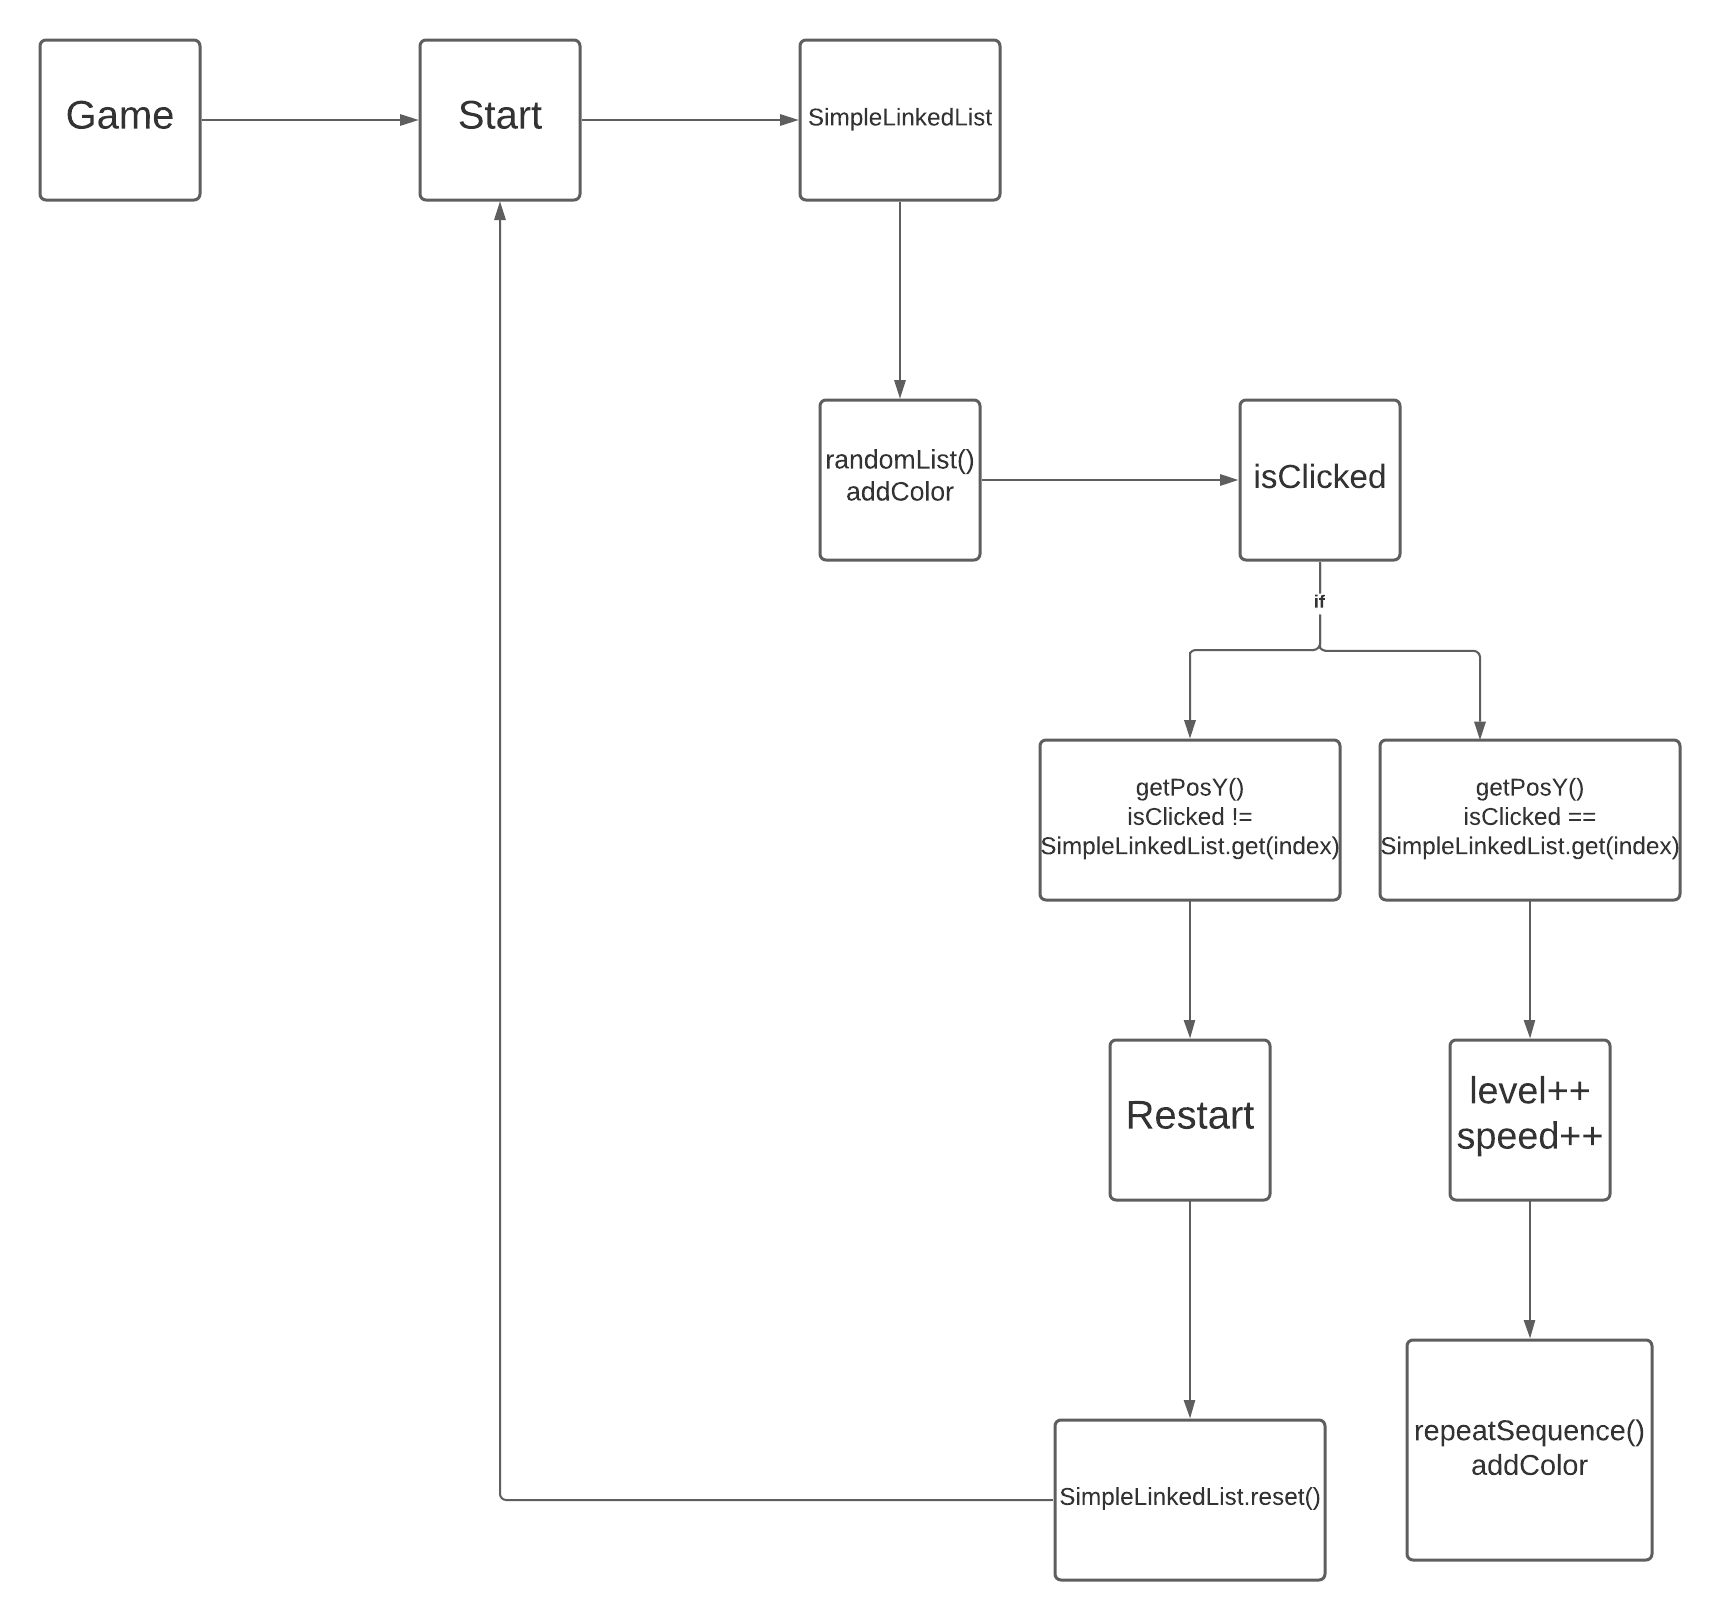 Game
Start
SimpleLinkedList
randomList()
addColor
isClicked
if
getPosY()
isClicked !=
SimpleLinkedList.get(index)
getPosY()
isClicked ==
SimpleLinkedList.get(index)
Restart
level++
speed++
SimpleLinkedList.reset()
repeatSequence()
addColor